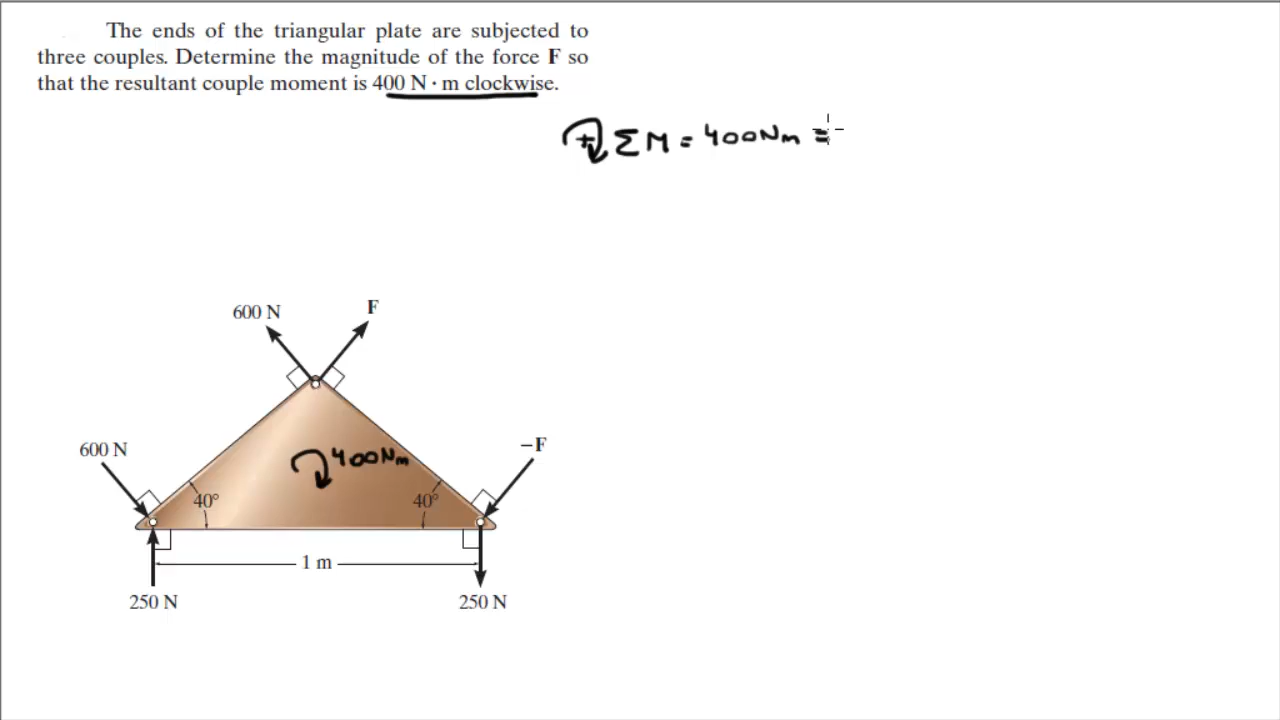 The ends of the triangular plate are subjected to
three couples. Determine the magnitude of the force F so
that the resultant couple moment is 400 N · m clockwise.
+ ΣM = 400Nm =
600 N
F
600 N
−F
400Nm
40°
40°
1 m
250 N
250 N